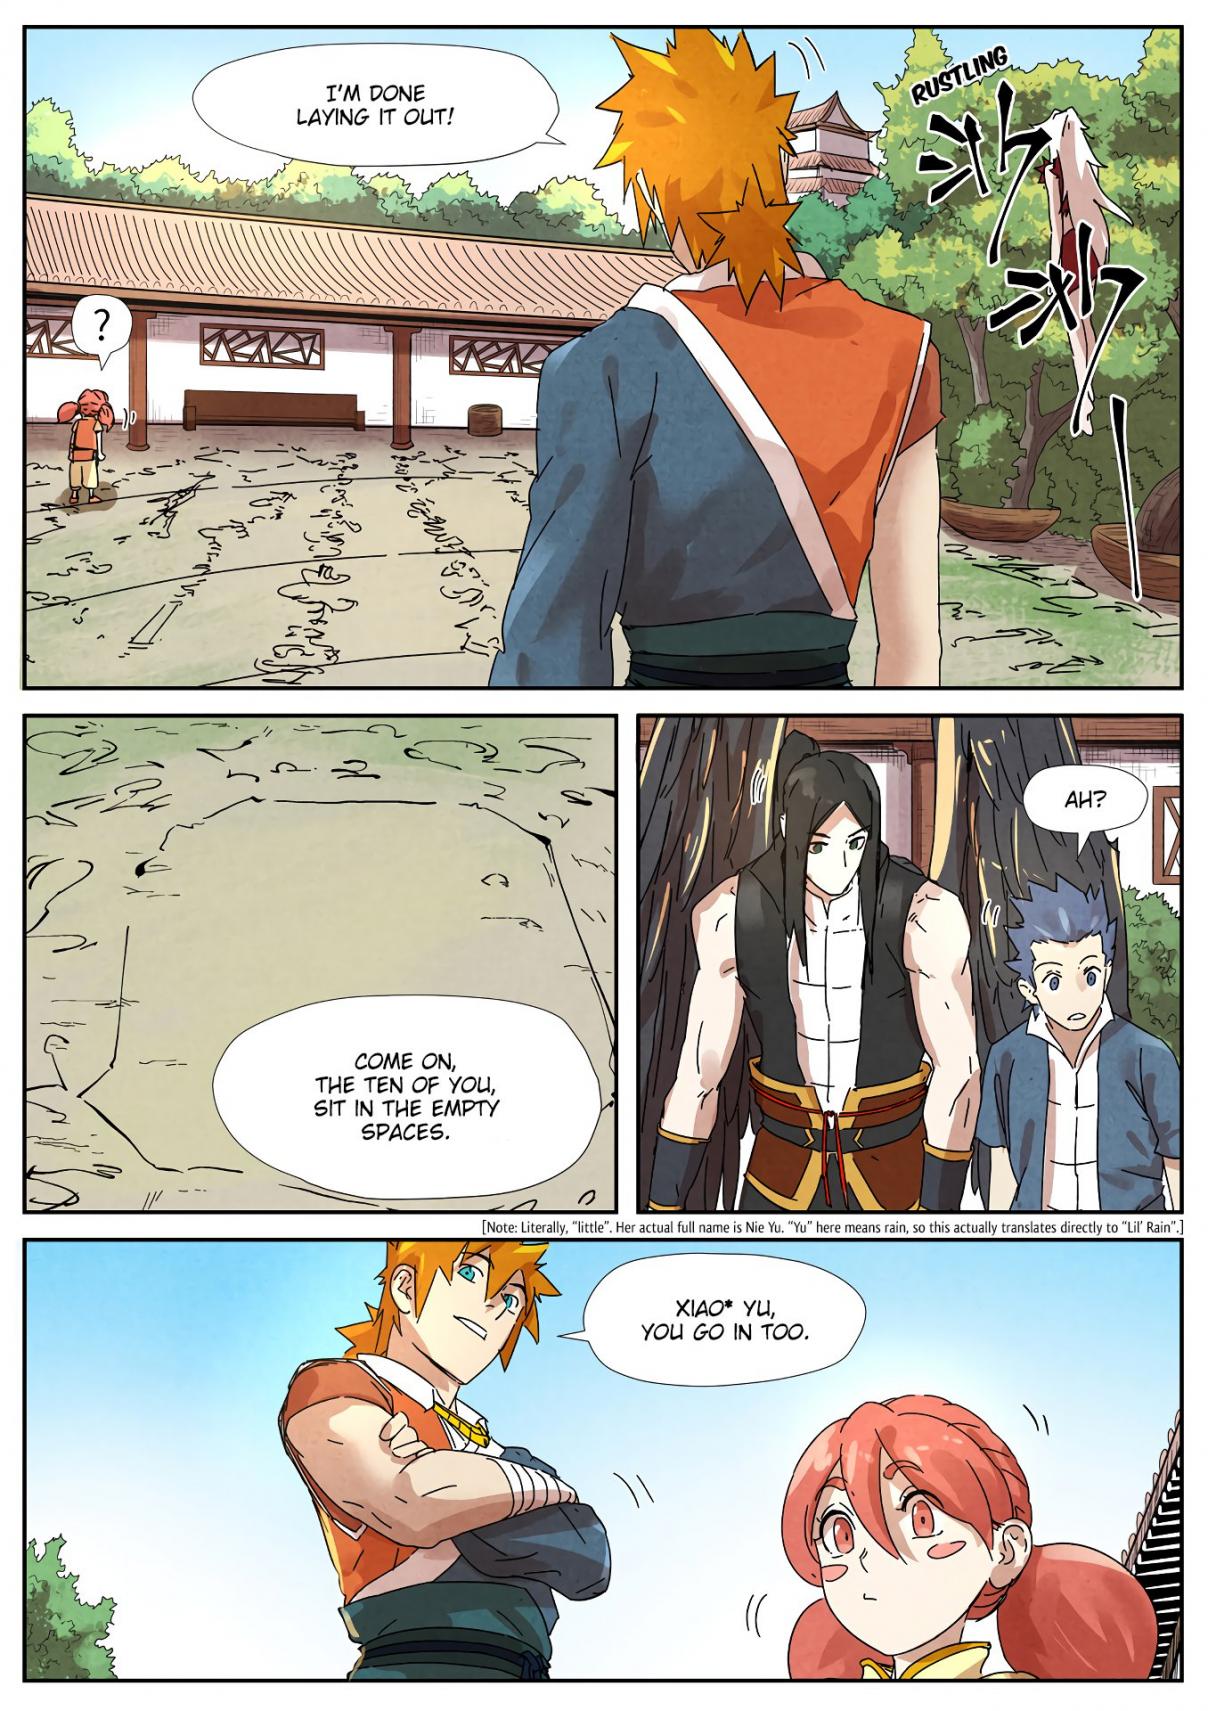 I'M DONE
LAYING IT OUT!
RUSTLING
?
COME ON,
THE TEN OF YOU,
SIT IN THE EMPTY
SPACES.
AH?
[Note: Literally, “little”. Her actual full name is Nie Yu. “Yu” here means rain, so this actually translates directly to “Lil’ Rain”.]
XIAO* YU,
YOU GO IN TOO.